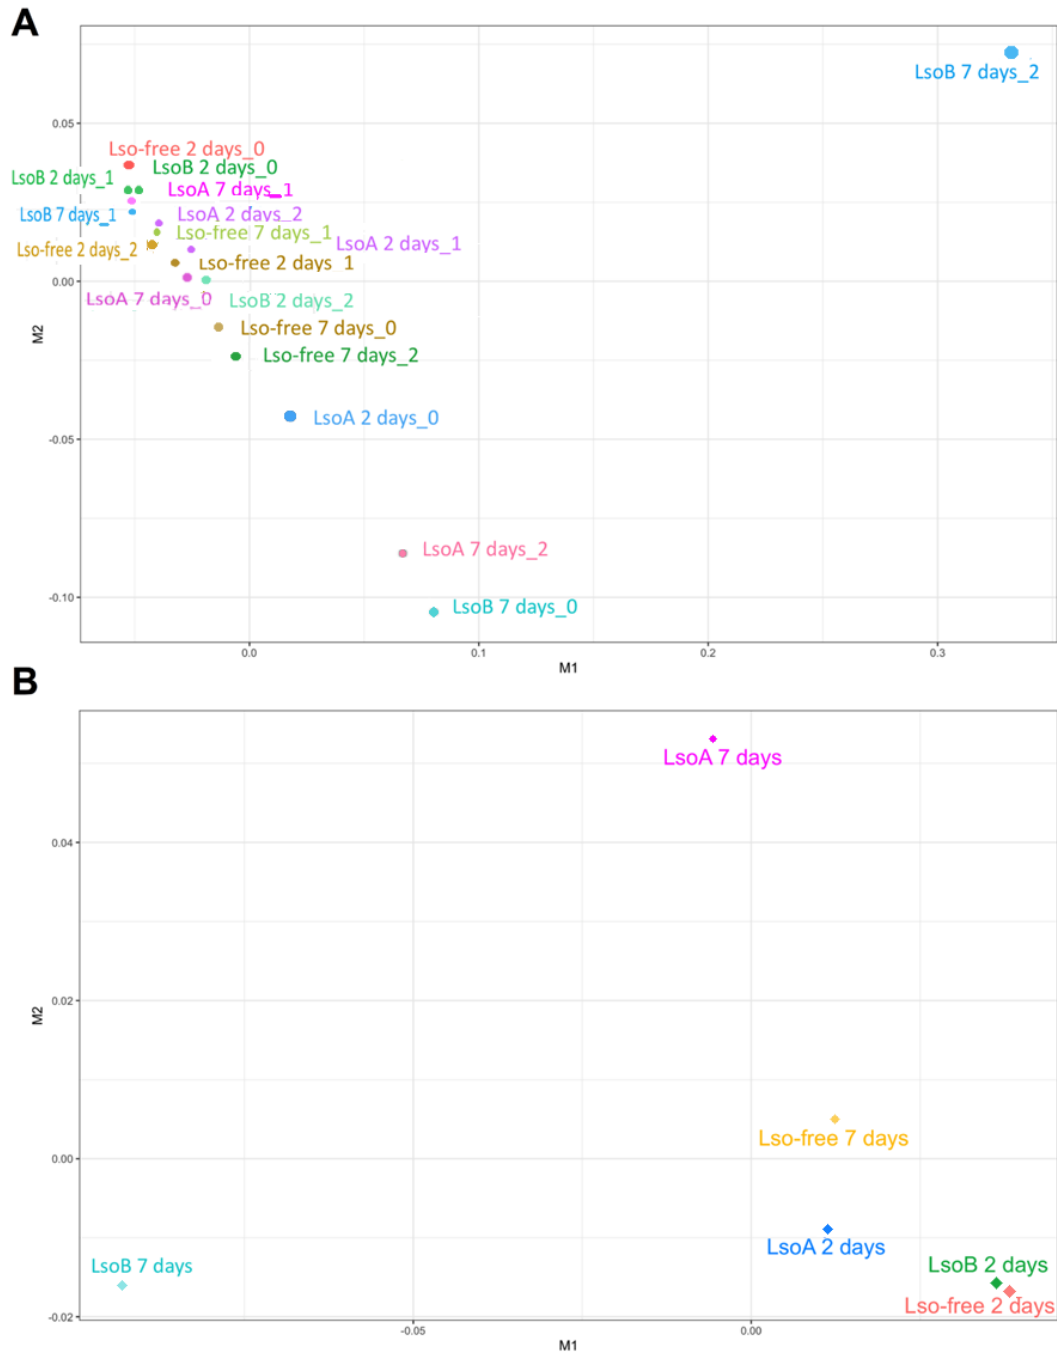 A
LsoB 7 days_2
0.05
Lso-free 2 days_0
LsoB 2 days_0
LsoB 2 days_1
LsoA 7 days_1
LsoB 7 days_1
LsoA 2 days_2
Lso-free 7 days_1
LsoA 2 days_1
Lso-free 2 days_2
Lso-free 2 days 1
0.00
LsoA 7 days_0
LsoB 2 days_2
M2
Lso-free 7 days_0
Lso-free 7 days_2
LsoA 2 days_0
-0.05
LsoA 7 days_2
-0.10
LsoB 7 days_0
0.0 0.1 0.2 0.3
M1
B
LsoA 7 days
0.04
0.02
M2
Lso-free 7 days
0.00
LsoA 2 days
LsoB 7 days
LsoB 2 days
Lso-free 2 days
-0.02
-0.05 0.00
M1